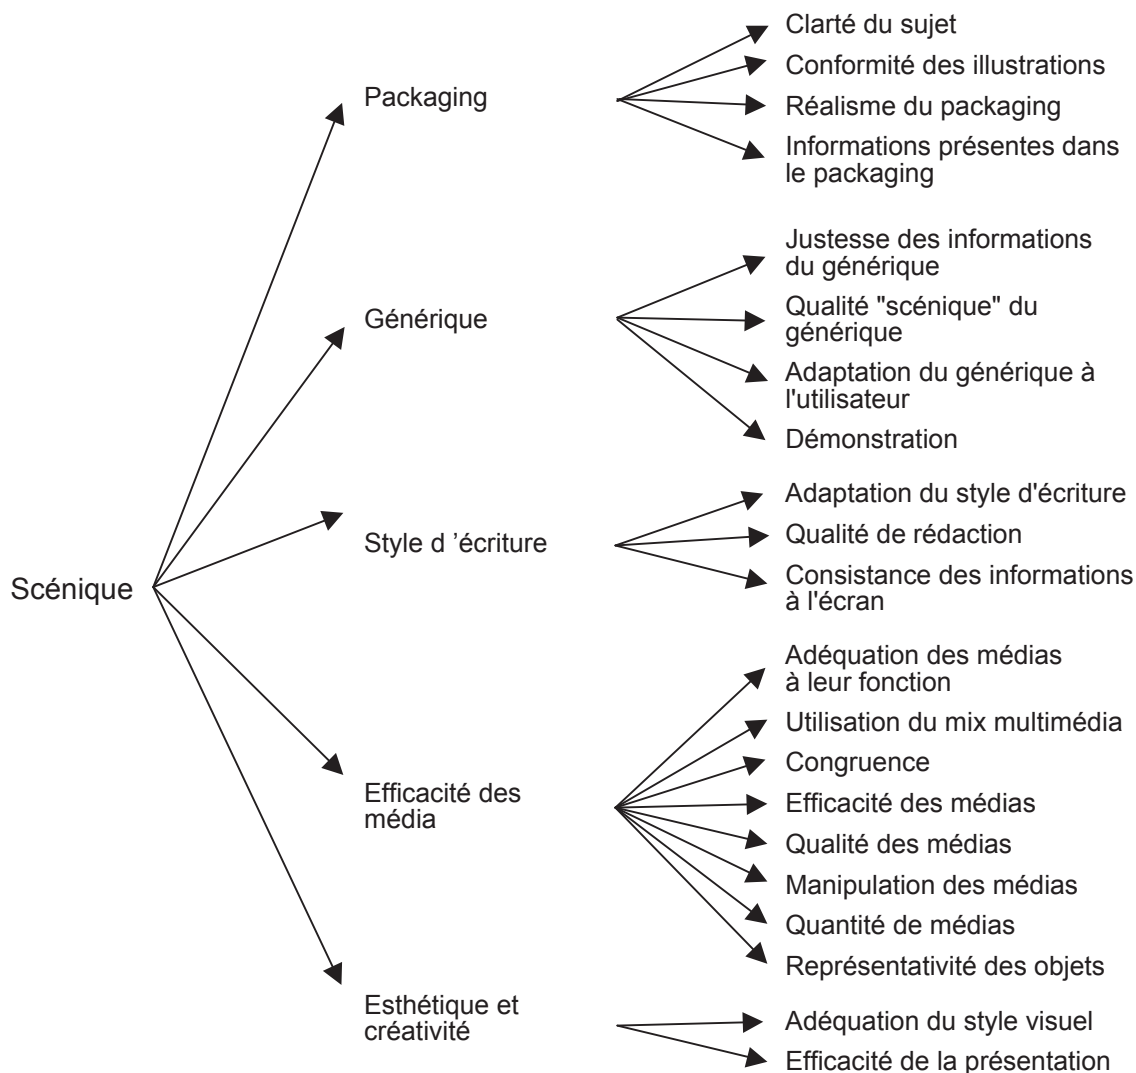 Scénique
Packaging
Clarté du sujet
Conformité des illustrations
Réalisme du packaging
Informations présentes dans
le packaging
Générique
Justesse des informations
du générique
Qualité "scénique" du
générique
Adaptation du générique à
l'utilisateur
Démonstration
Style d ’écriture
Adaptation du style d'écriture
Qualité de rédaction
Consistance des informations
à l'écran
Efficacité des
média
Adéquation des médias
à leur fonction
Utilisation du mix multimédia
Congruence
Efficacité des médias
Qualité des médias
Manipulation des médias
Quantité de médias
Représentativité des objets
Esthétique et
créativité
Adéquation du style visuel
Efficacité de la présentation